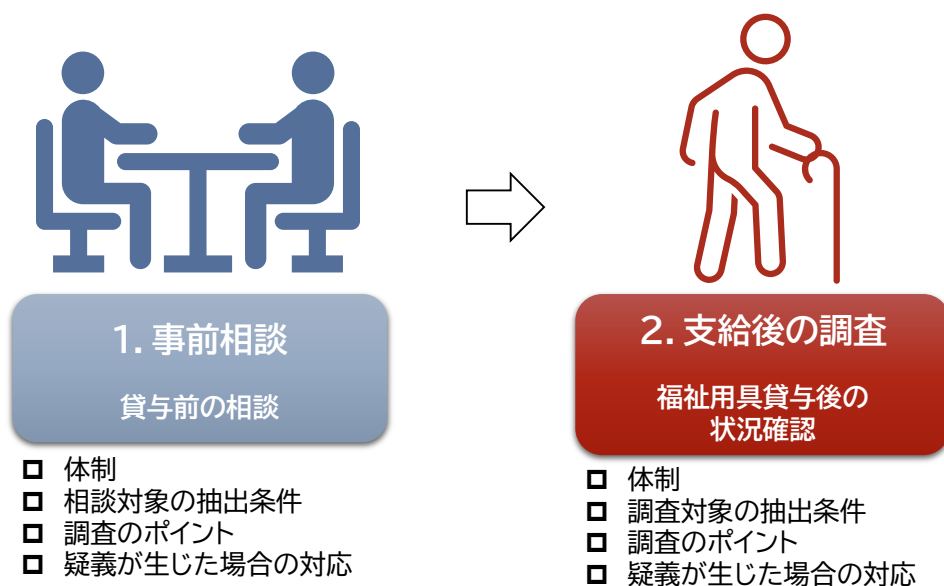 1. 事前相談
貸与前の相談
体制
相談対象の抽出条件
調査のポイント
疑義が生じた場合の対応
2. 支給後の調査
福祉用具貸与後の
状況確認
体制
調査対象の抽出条件
調査のポイント
疑義が生じた場合の対応